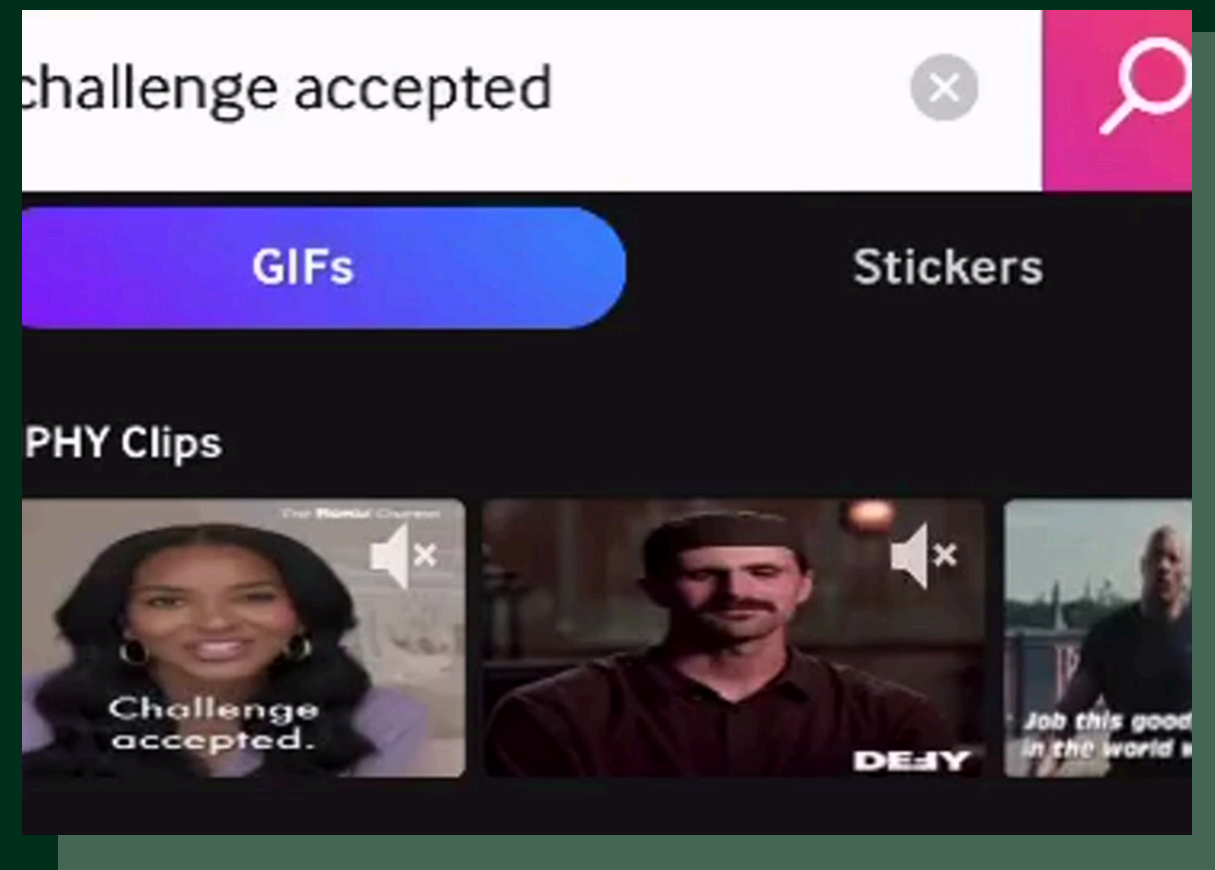 challenge accepted
GIFs
Stickers
PHY Clips
Challenge
accepted.
DEFY
Job this good
in the world